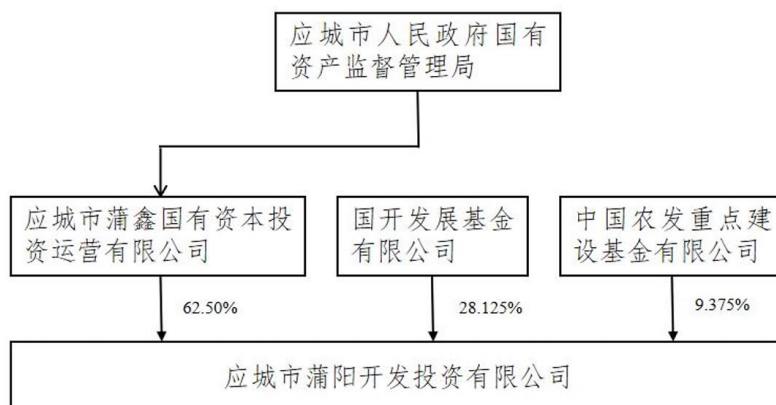 应城市人民政府国有
资产监督管理局
应城市蒲鑫国有资本投
资运营有限公司
国开发展基金
有限公司
中国农发重点建
设基金有限公司
62.50%
28.125%
9.375%
应城市蒲阳开发投资有限公司